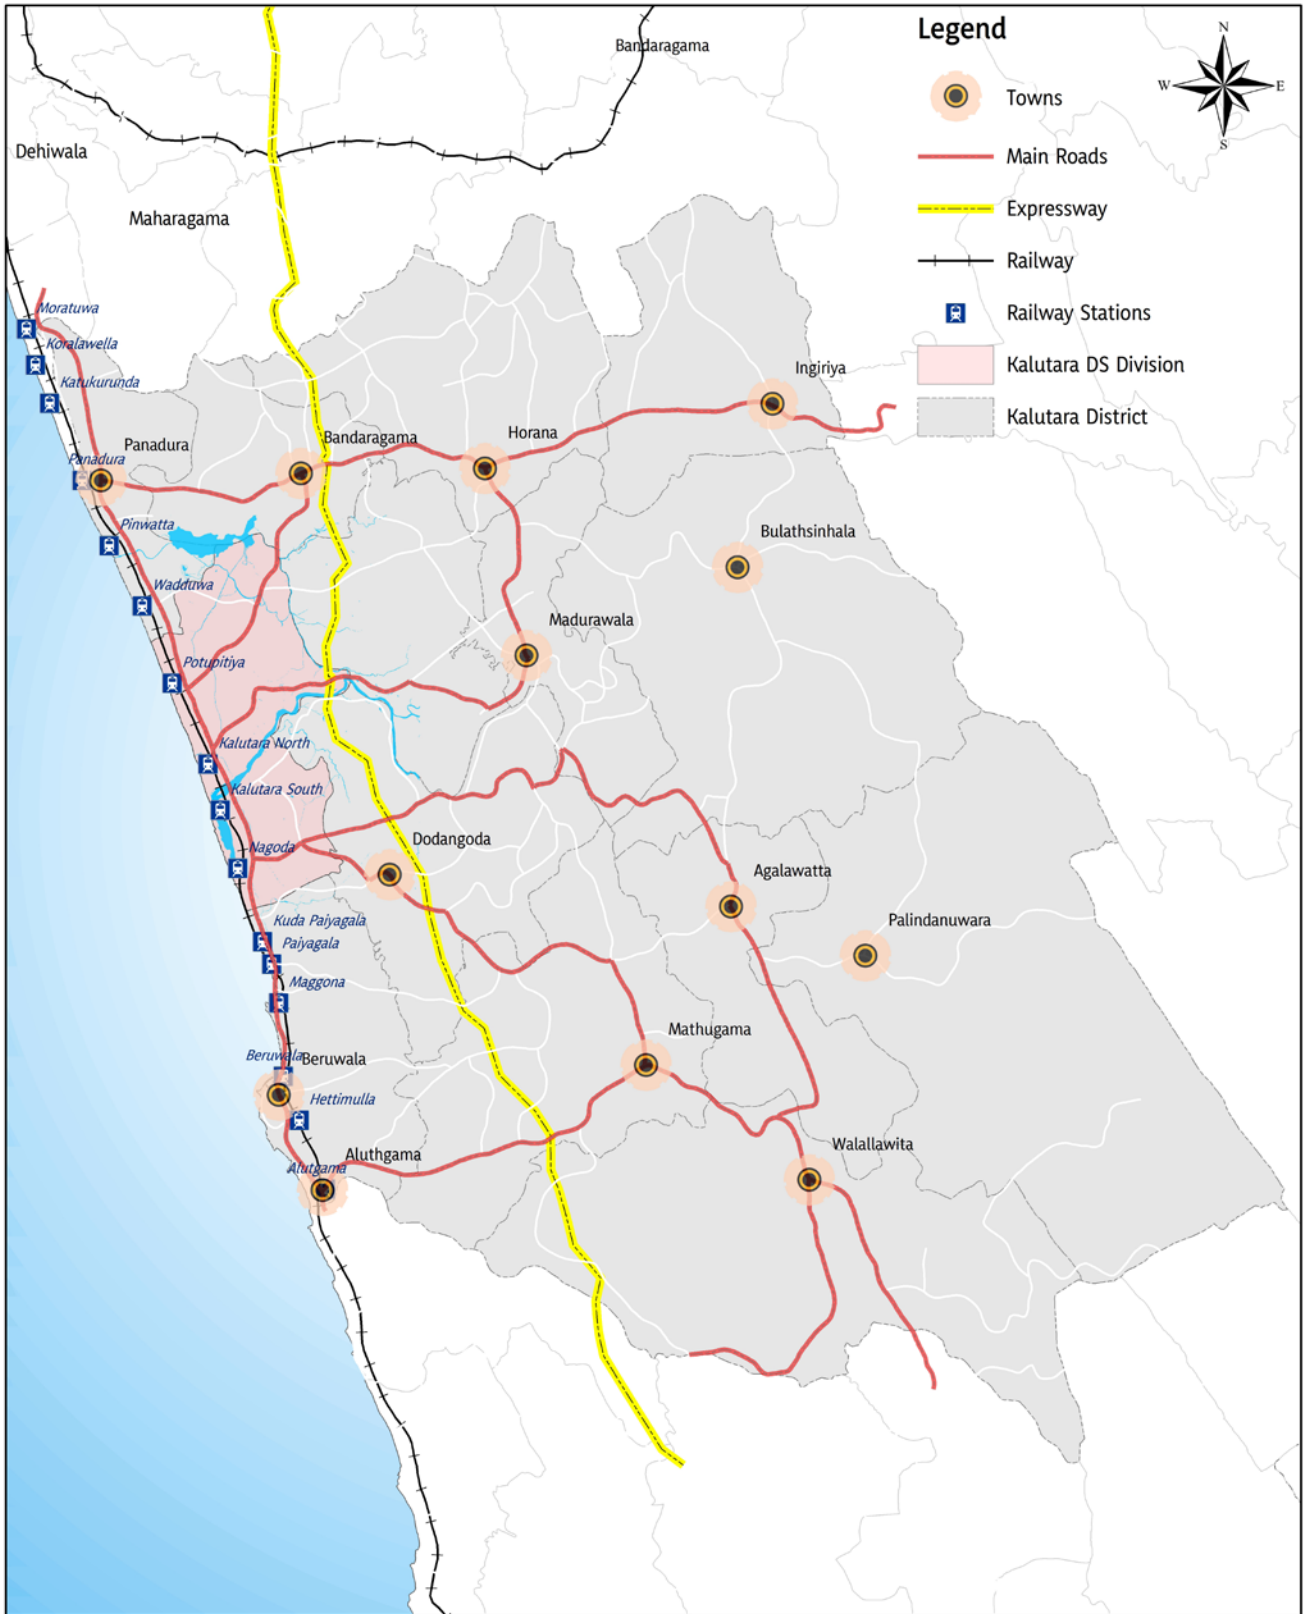 Legend
Bandaragama
N
W
E
S
Towns
Dehiwala
Main Roads
Maharagama
Expressway
Railway
Moratuwa
Railway Stations
Koralawella
Katukurunda
Ingiriya
Kalutara DS Division
Kalutara District
Panadura
Bandaragama
Horana
Panadura
Pinwatta
Bulathsinhala
Wadduwa
Madurawala
Potupitiya
Kalutara North
Kalutara South
Nagoda
Dodangoda
Agalawatta
Kuda Paiyagala
Palindanuwara
Paiyagala
Maggona
Mathugama
Beruwala
Beruwala
Hettimulla
Walallawita
Aluthgama
Alutgama